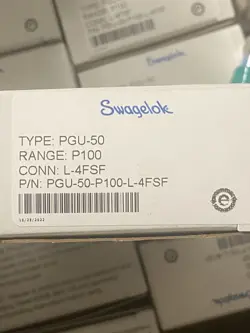 Swagelok
TYPE: PGU-50
RANGE: P100
CONN: L-4FSF
P/N: PGU-50-P100-L-4FSF